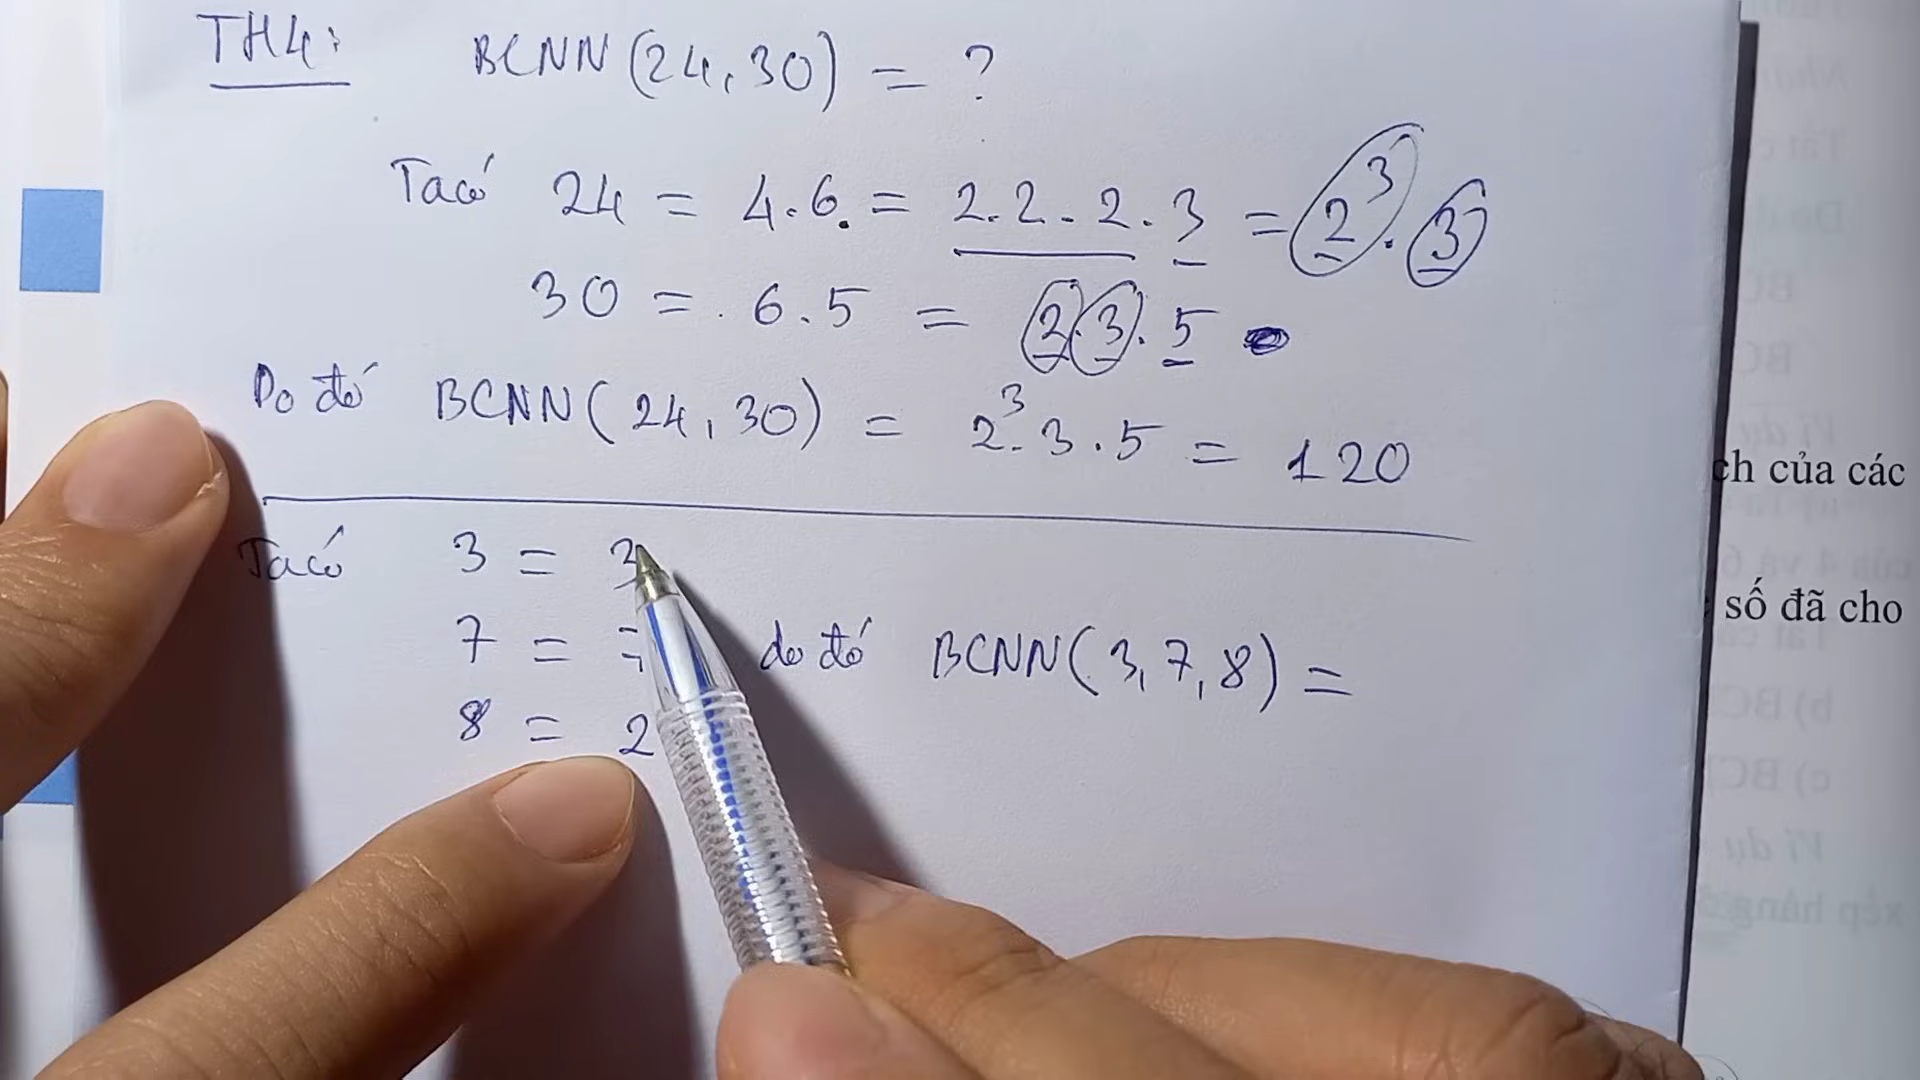 TH4:
BCNN(24,30) = ?
Ta có 24 = 4.6. = 2.2.2.3 = 2³.3
30 = 6.5 = 2.3.5
Do đó BCNN(24,30) = 2³.3.5 = 120
Ta có 3 = 3
7 = 7 do đó BCNN(3,7,8) =
8 = 2
ch của các
số đã cho